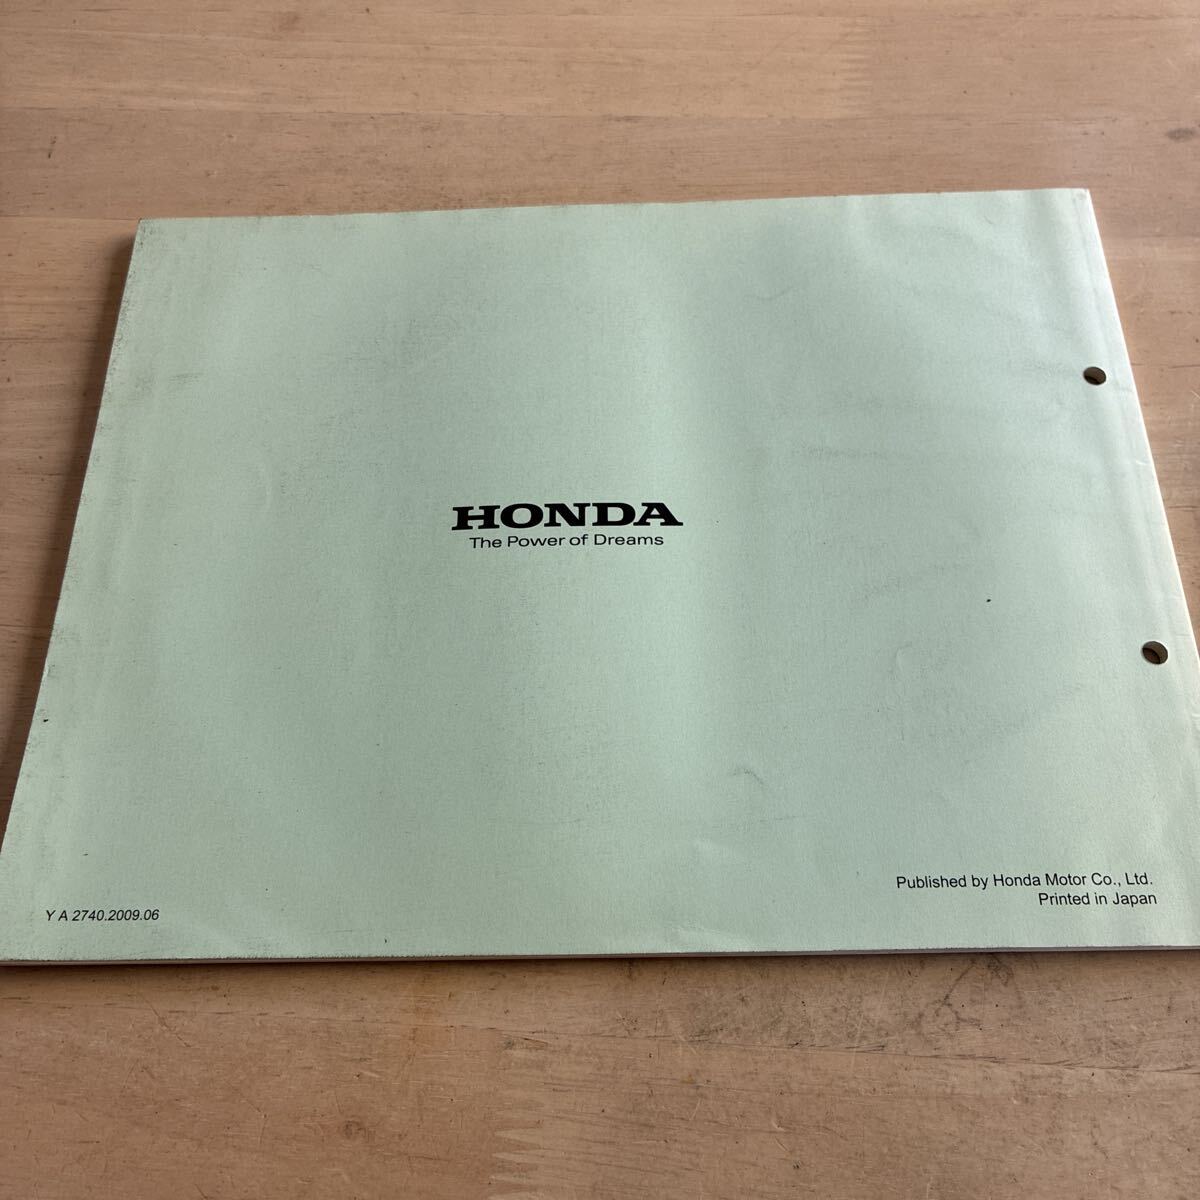 HONDA
The Power of Dreams
Published by Honda Motor Co., Ltd.
Printed in Japan
Y A 2740.2009.06